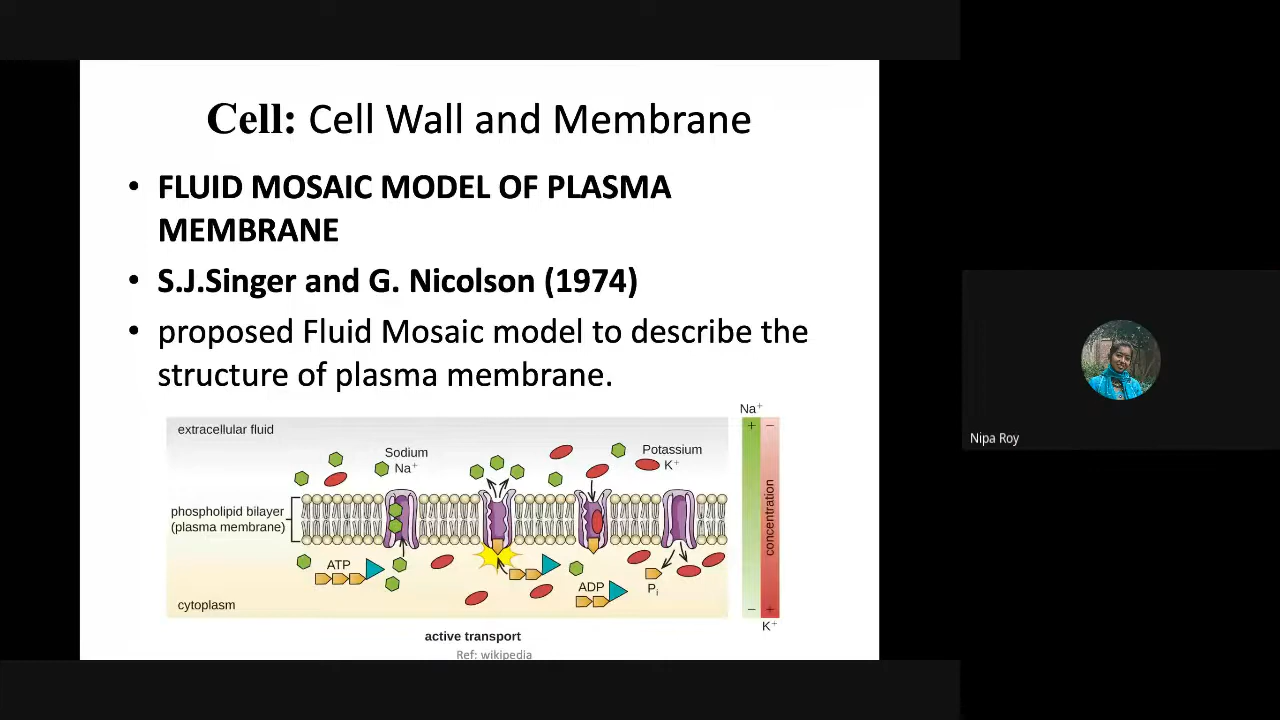 Cell: Cell Wall and Membrane
• FLUID MOSAIC MODEL OF PLASMA
MEMBRANE
• S.J.Singer and G. Nicolson (1974)
• proposed Fluid Mosaic model to describe the
structure of plasma membrane.
extracellular fluid
Sodium
Na⁺
Potassium
K⁺
phospholipid bilayer
(plasma membrane)
ATP
ADP
Pᵢ
cytoplasm
Na⁺
+ −
concentration
− +
K⁺
active transport
Ref: wikipedia
Nipa Roy